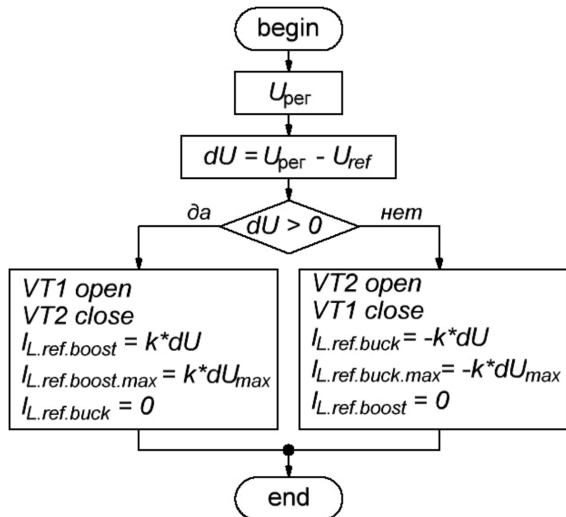 begin
Uрег
dU = Uрег - Uref
dU > 0
да
нет
VT1 open
VT2 close
IL.ref.boost = k*dU
IL.ref.boost.max = k*dUmax
IL.ref.buck = 0
VT2 open
VT1 close
IL.ref.buck = -k*dU
IL.ref.buck.max = -k*dUmax
IL.ref.boost = 0
end